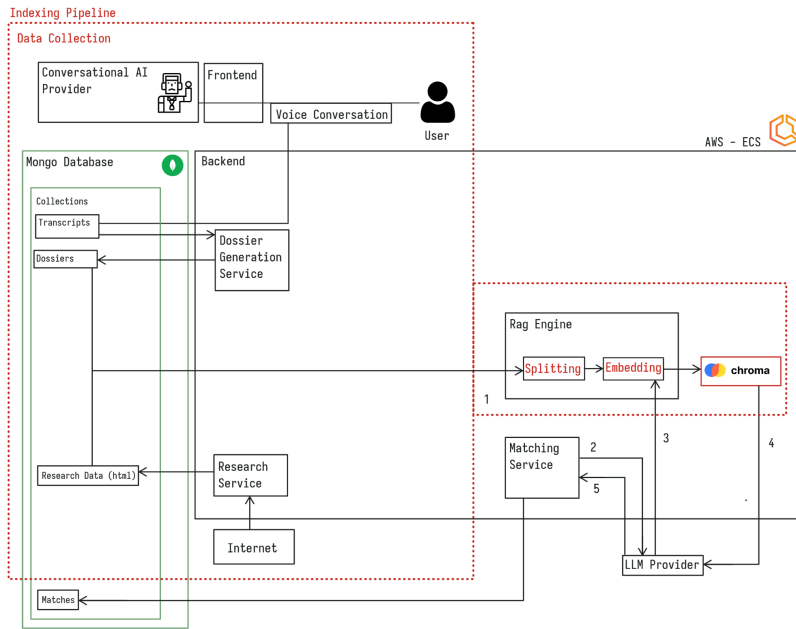 Indexing Pipeline
Data Collection
Conversational AI
Provider
Frontend
Voice Conversation
User
AWS - ECS
Mongo Database
Backend
Collections
Transcripts
Dossiers
Dossier
Generation
Service
Rag Engine
Splitting
Embedding
chroma
1
3
4
Matching
Service
2
5
Research Data (html)
Research
Service
Internet
LLM Provider
Matches